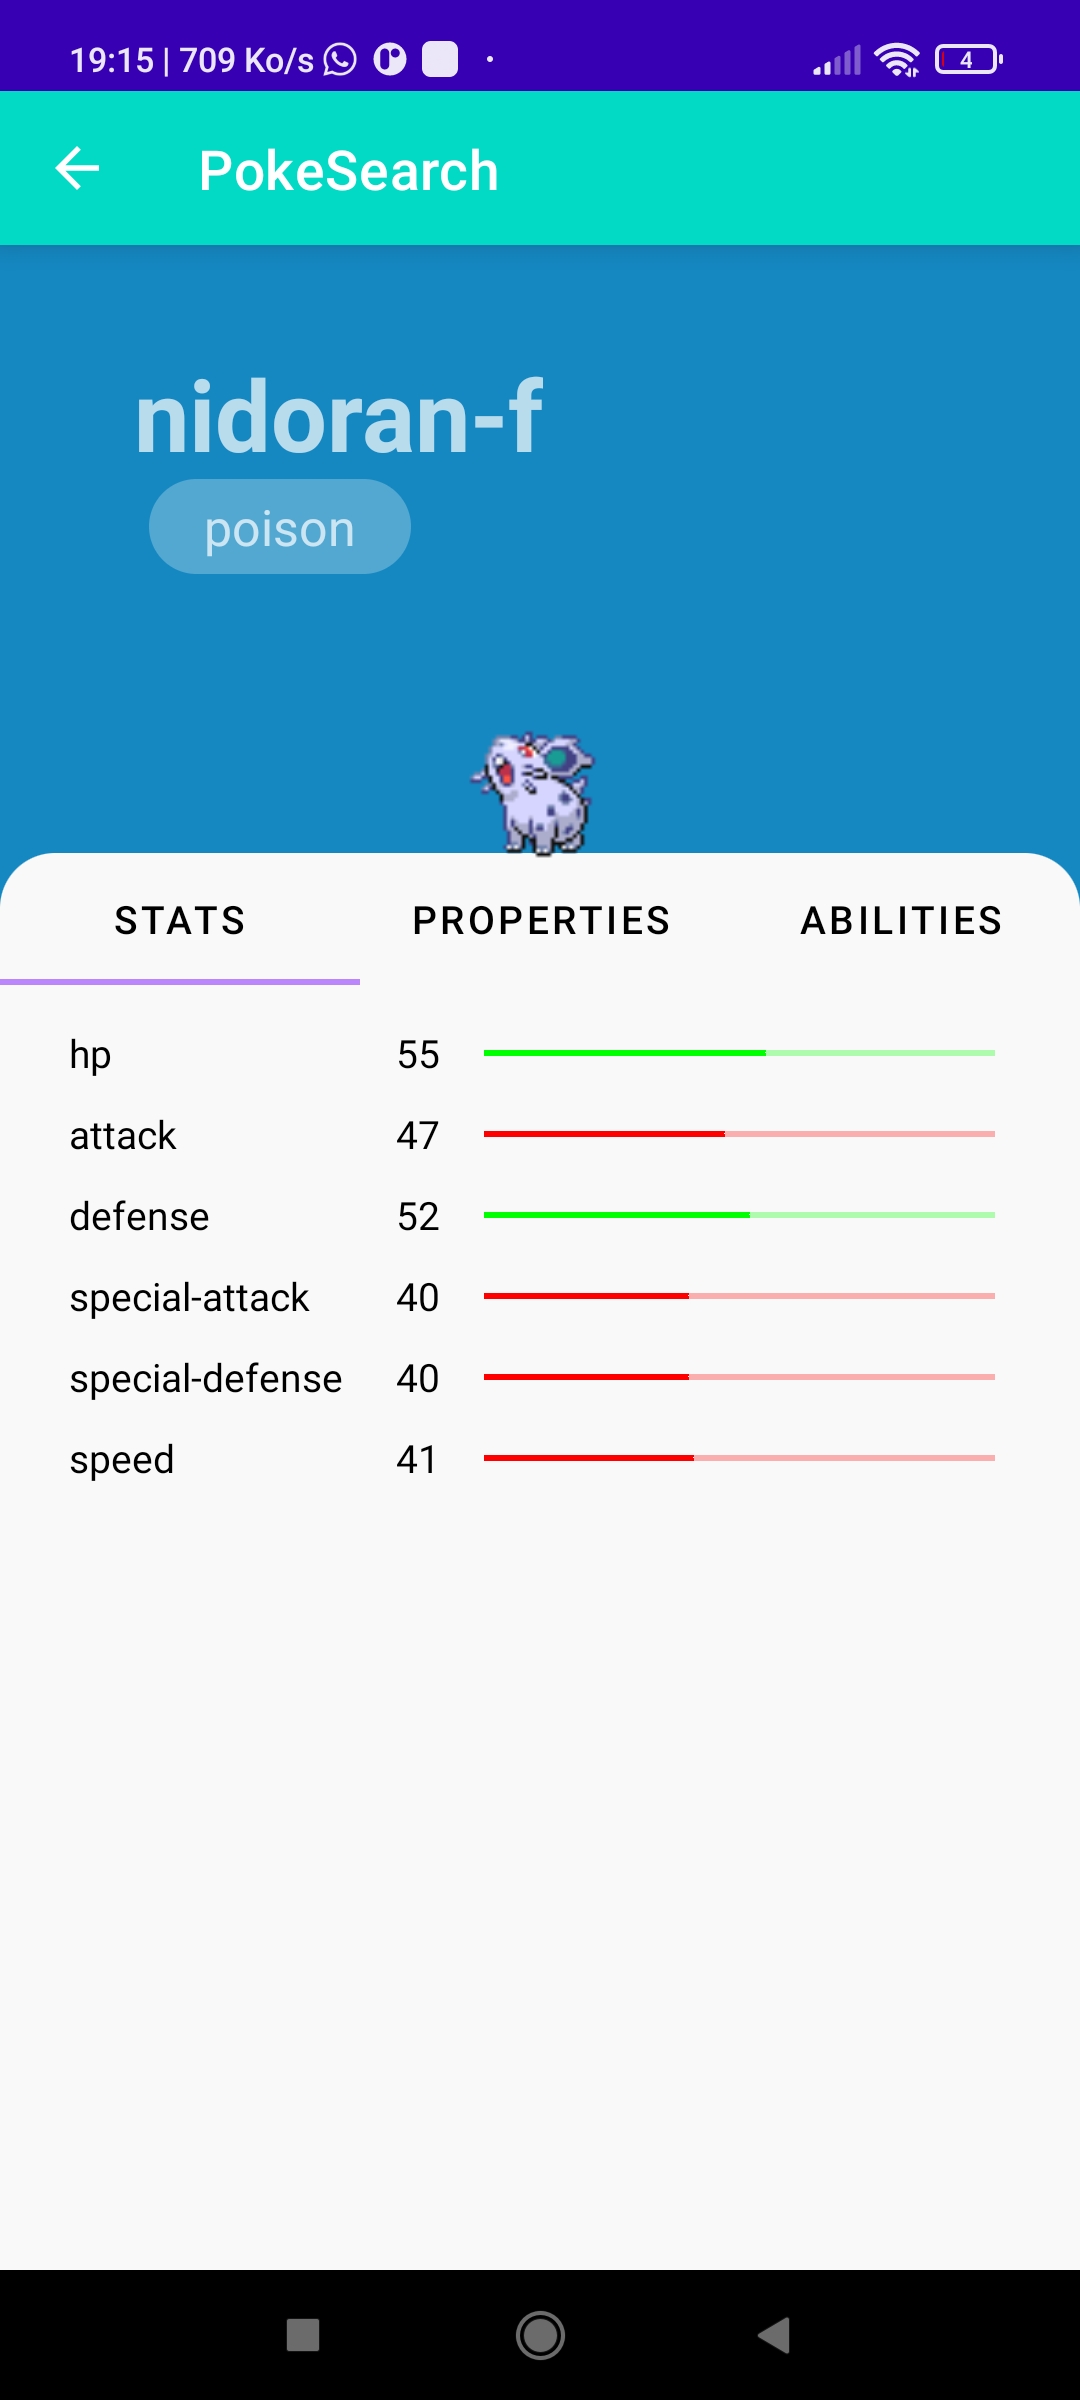 19:15 | 709 Ko/s
4
PokeSearch
nidoran-f
poison
STATS PROPERTIES ABILITIES
hp 55
attack 47
defense 52
special-attack 40
special-defense 40
speed 41